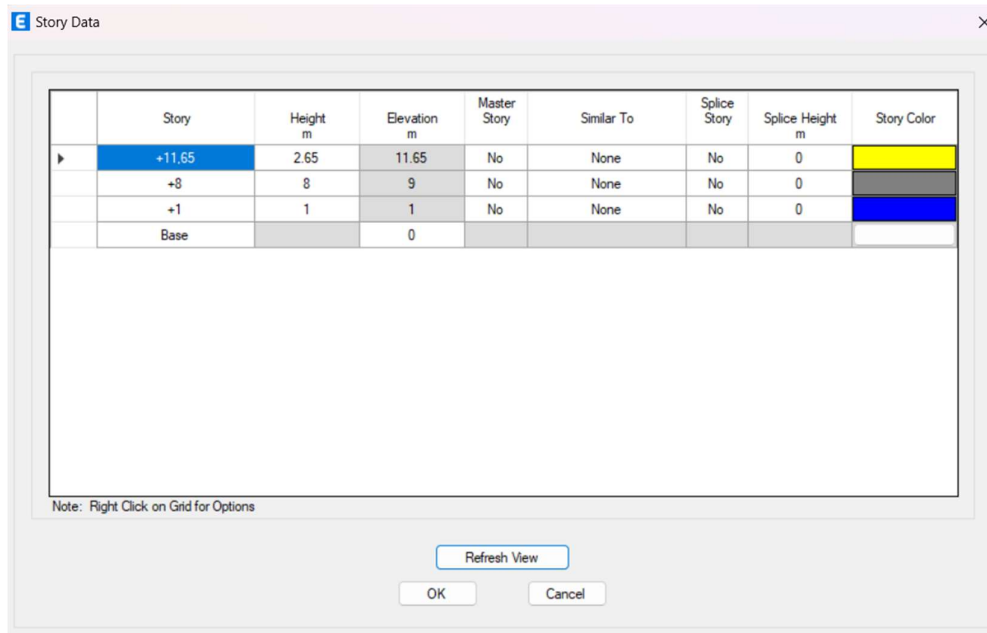 E Story Data
Story Height m Elevation m Master Story Similar To Splice Story Splice Height m Story Color
+11,65 2.65 11.65 No None No 0
+8 8 9 No None No 0
+1 1 1 No None No 0
Base 0
Note: Right Click on Grid for Options
Refresh View
OK Cancel